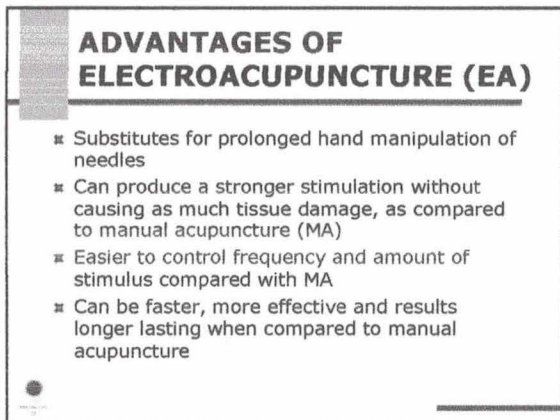 ADVANTAGES OF
ELECTROACUPUNCTURE (EA)
Substitutes for prolonged hand manipulation of
needles
Can produce a stronger stimulation without
causing as much tissue damage, as compared
to manual acupuncture (MA)
Easier to control frequency and amount of
stimulus compared with MA
Can be faster, more effective and results
longer lasting when compared to manual
acupuncture